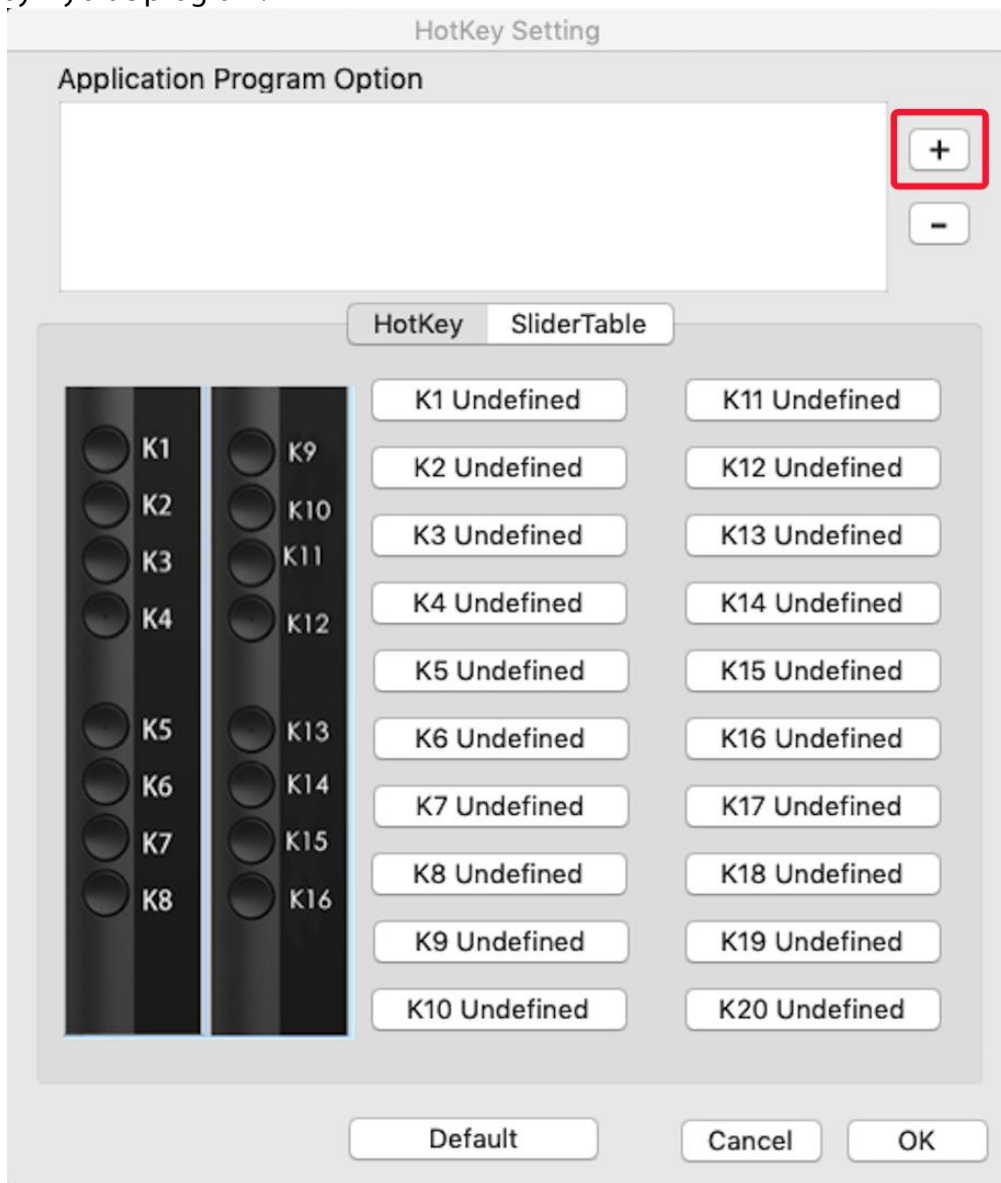 HotKey Setting
Application Program Option
+
-
HotKey SliderTable
K1 K9
K2 K10
K3 K11
K4 K12
K5 K13
K6 K14
K7 K15
K8 K16
K1 Undefined K11 Undefined
K2 Undefined K12 Undefined
K3 Undefined K13 Undefined
K4 Undefined K14 Undefined
K5 Undefined K15 Undefined
K6 Undefined K16 Undefined
K7 Undefined K17 Undefined
K8 Undefined K18 Undefined
K9 Undefined K19 Undefined
K10 Undefined K20 Undefined
Default Cancel OK